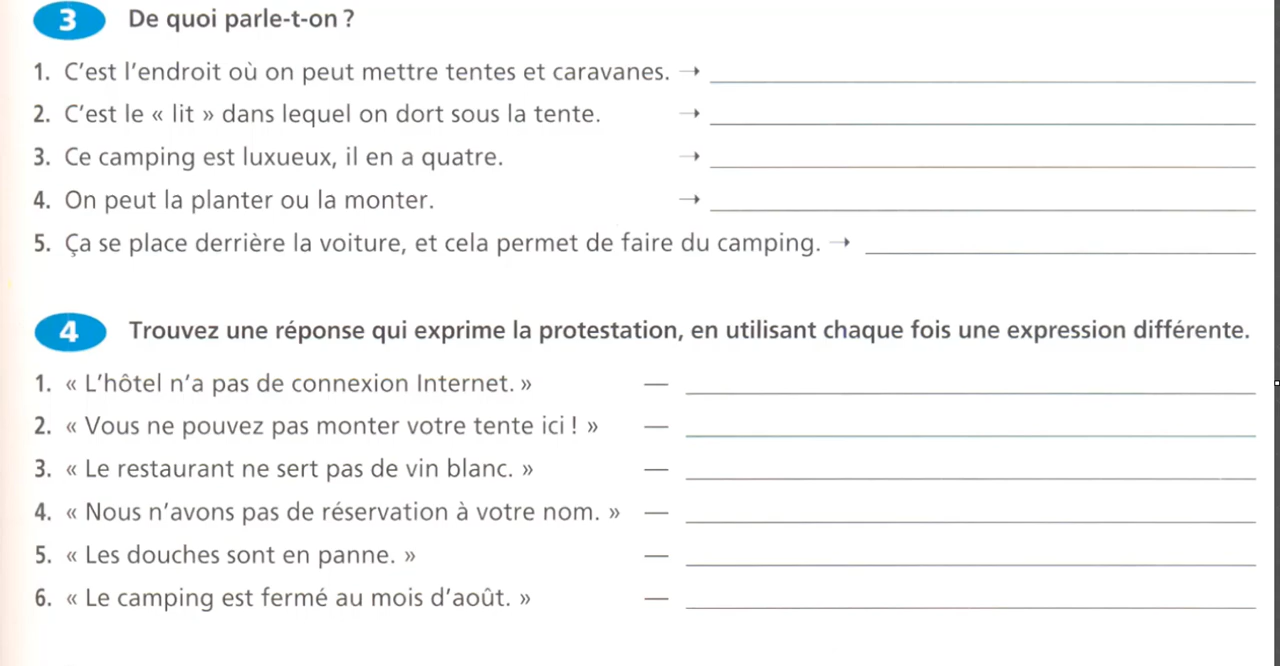 3 De quoi parle-t-on ?
1. C'est l'endroit où on peut mettre tentes et caravanes. →
2. C'est le « lit » dans lequel on dort sous la tente. →
3. Ce camping est luxueux, il en a quatre. →
4. On peut la planter ou la monter. →
5. Ça se place derrière la voiture, et cela permet de faire du camping. →
4 Trouvez une réponse qui exprime la protestation, en utilisant chaque fois une expression différente.
1. « L'hôtel n'a pas de connexion Internet. » —
2. « Vous ne pouvez pas monter votre tente ici ! » —
3. « Le restaurant ne sert pas de vin blanc. » —
4. « Nous n'avons pas de réservation à votre nom. » —
5. « Les douches sont en panne. » —
6. « Le camping est fermé au mois d'août. » —